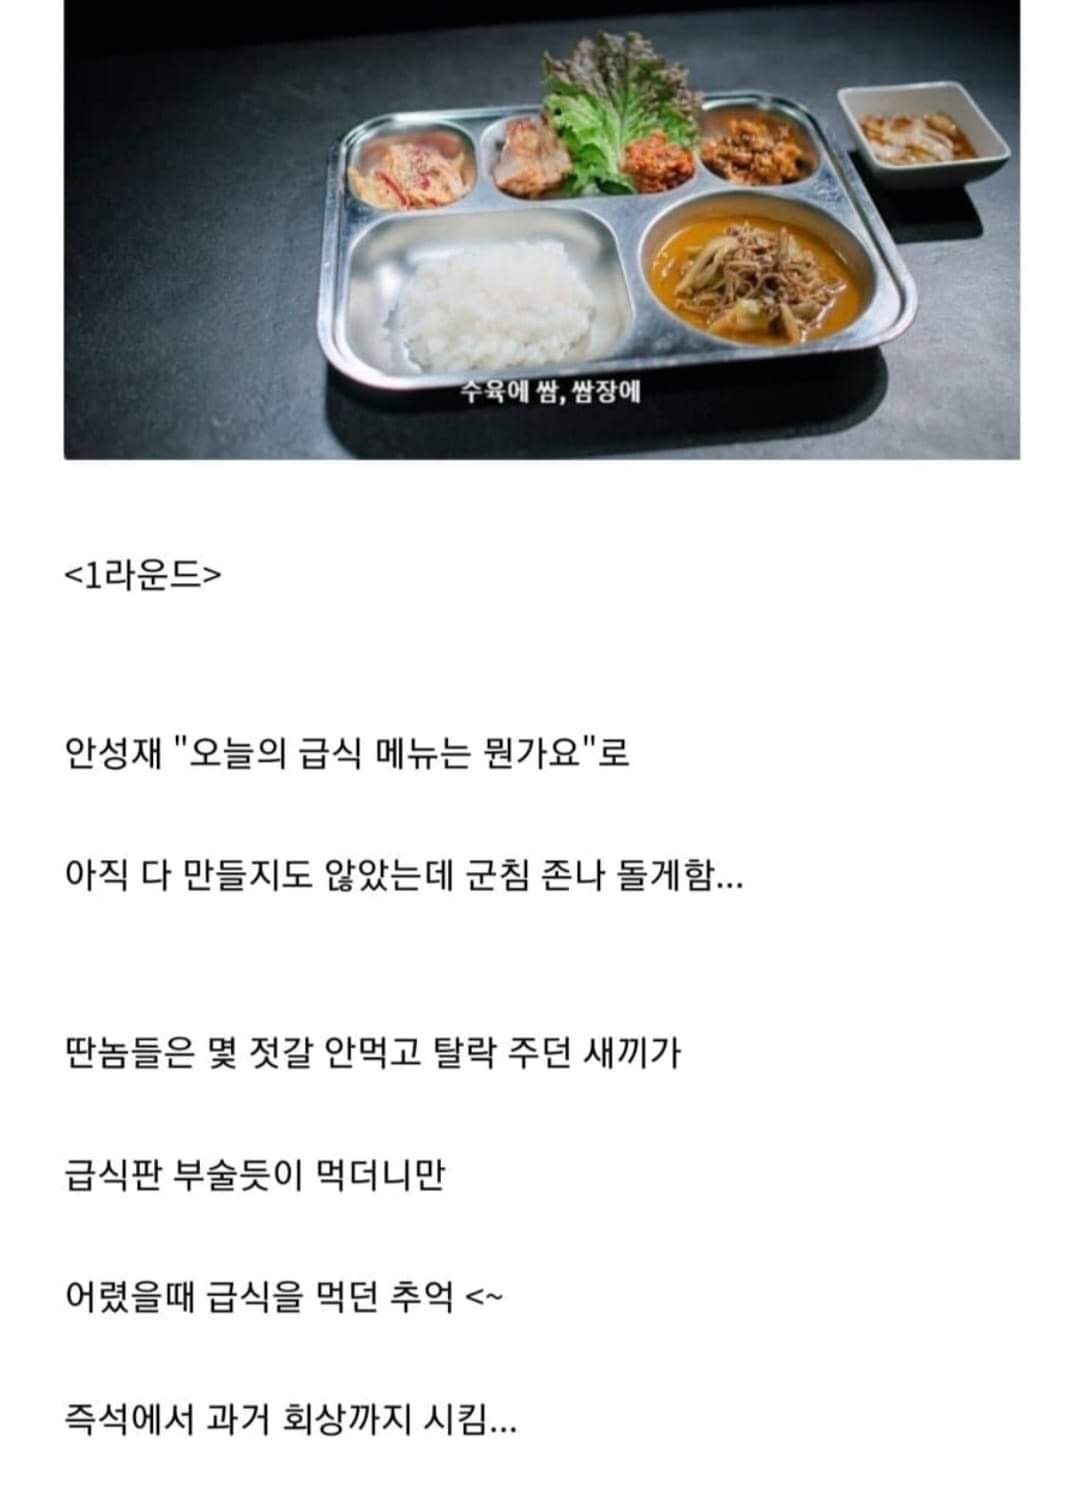 수육에 쌈, 쌈장에
<1라운드>
안성재 "오늘의 급식 메뉴는 뭔가요"로
아직 다 만들지도 않았는데 군침 존나 돌게함...
딴놈들은 몇 젓갈 안먹고 탈락 주던 새끼가
급식판 부술듯이 먹더니만
어렸을때 급식을 먹던 추억 <~
즉석에서 과거 회상까지 시킴...